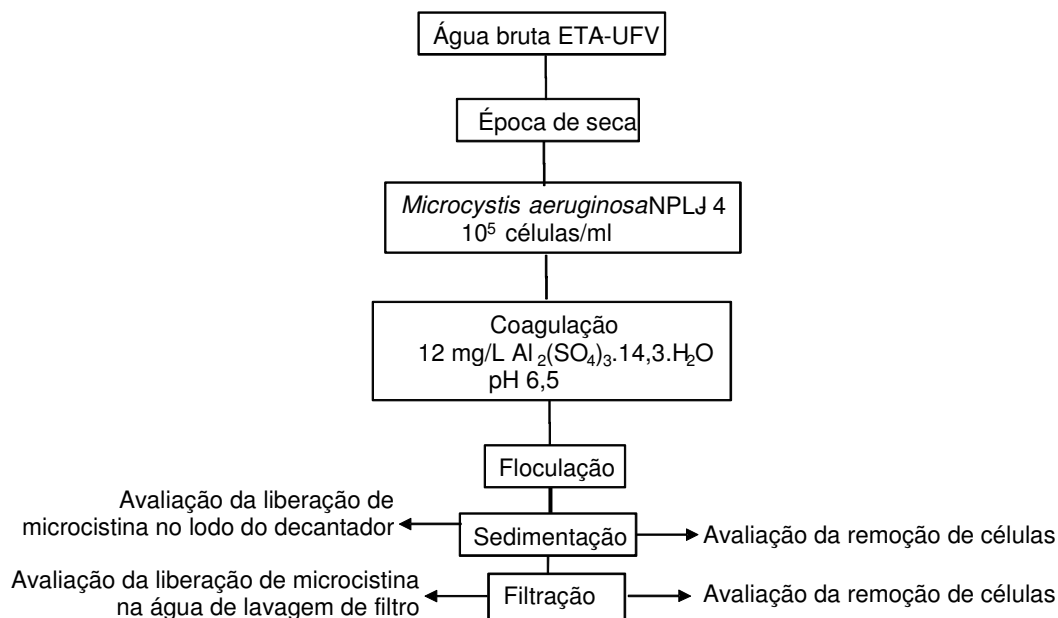 Água bruta ETA-UFV
Época de seca
Microcystis aeruginosaNPLJ 4
10⁵ células/ml
Coagulação
12 mg/L Al₂(SO₄)₃.14,3.H₂O
pH 6,5
Floculação
Avaliação da liberação de
microcistina no lodo do decantador
Sedimentação
Avaliação da remoção de células
Avaliação da liberação de microcistina
na água de lavagem de filtro
Filtração
Avaliação da remoção de células